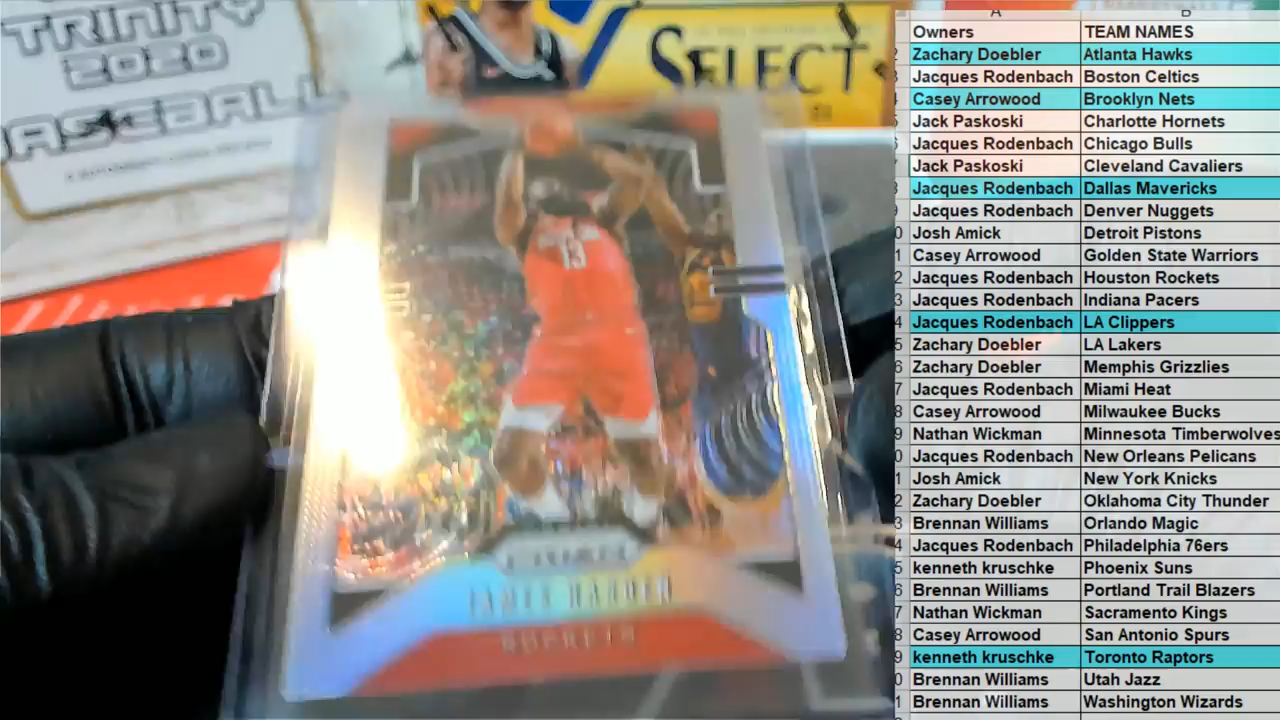 TRINITY
2020
BASEBALL
SELECT
13
PRIZM
JAMES HARDEN
ROCKETS
A B
Owners TEAM NAMES
Zachary Doebler Atlanta Hawks
Jacques Rodenbach Boston Celtics
Casey Arrowood Brooklyn Nets
Jack Paskoski Charlotte Hornets
Jacques Rodenbach Chicago Bulls
Jack Paskoski Cleveland Cavaliers
Jacques Rodenbach Dallas Mavericks
Jacques Rodenbach Denver Nuggets
Josh Amick Detroit Pistons
Casey Arrowood Golden State Warriors
Jacques Rodenbach Houston Rockets
Jacques Rodenbach Indiana Pacers
Jacques Rodenbach LA Clippers
Zachary Doebler LA Lakers
Zachary Doebler Memphis Grizzlies
Jacques Rodenbach Miami Heat
Casey Arrowood Milwaukee Bucks
Nathan Wickman Minnesota Timberwolves
Jacques Rodenbach New Orleans Pelicans
Josh Amick New York Knicks
Zachary Doebler Oklahoma City Thunder
Brennan Williams Orlando Magic
Jacques Rodenbach Philadelphia 76ers
kenneth kruschke Phoenix Suns
Brennan Williams Portland Trail Blazers
Nathan Wickman Sacramento Kings
Casey Arrowood San Antonio Spurs
kenneth kruschke Toronto Raptors
Brennan Williams Utah Jazz
Brennan Williams Washington Wizards